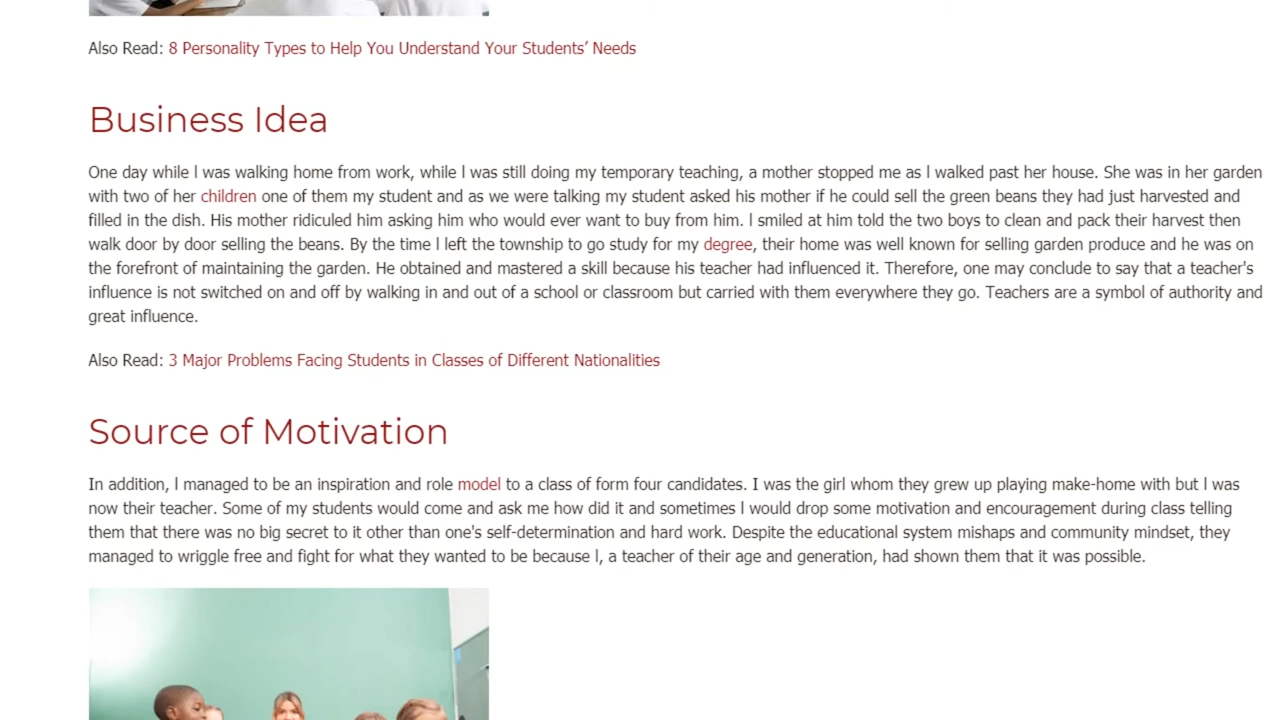 Also Read: 8 Personality Types to Help You Understand Your Students’ Needs
Business Idea
One day while I was walking home from work, while I was still doing my temporary teaching, a mother stopped me as I walked past her house. She was in her garden
with two of her children one of them my student and as we were talking my student asked his mother if he could sell the green beans they had just harvested and
filled in the dish. His mother ridiculed him asking him who would ever want to buy from him. I smiled at him told the two boys to clean and pack their harvest then
walk door by door selling the beans. By the time I left the township to go study for my degree, their home was well known for selling garden produce and he was on
the forefront of maintaining the garden. He obtained and mastered a skill because his teacher had influenced it. Therefore, one may conclude to say that a teacher's
influence is not switched on and off by walking in and out of a school or classroom but carried with them everywhere they go. Teachers are a symbol of authority and
great influence.
Also Read: 3 Major Problems Facing Students in Classes of Different Nationalities
Source of Motivation
In addition, I managed to be an inspiration and role model to a class of form four candidates. I was the girl whom they grew up playing make-home with but I was
now their teacher. Some of my students would come and ask me how did it and sometimes I would drop some motivation and encouragement during class telling
them that there was no big secret to it other than one's self-determination and hard work. Despite the educational system mishaps and community mindset, they
managed to wriggle free and fight for what they wanted to be because I, a teacher of their age and generation, had shown them that it was possible.